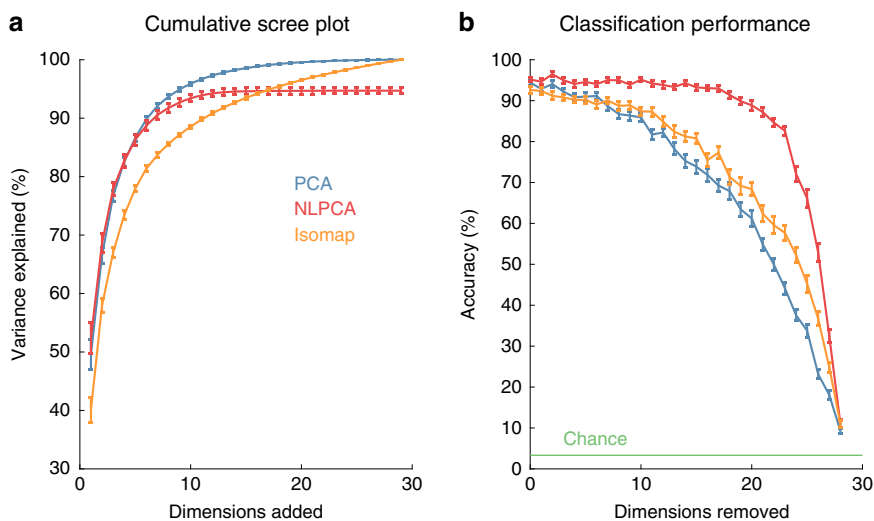 a
Cumulative scree plot
100
90
80
70
60
50
40
30
Variance explained (%)
PCA
NLPCA
Isomap
0
10
20
30
Dimensions added
b
Classification performance
100
90
80
70
60
50
40
30
20
10
0
Accuracy (%)
Chance
0
10
20
30
Dimensions removed